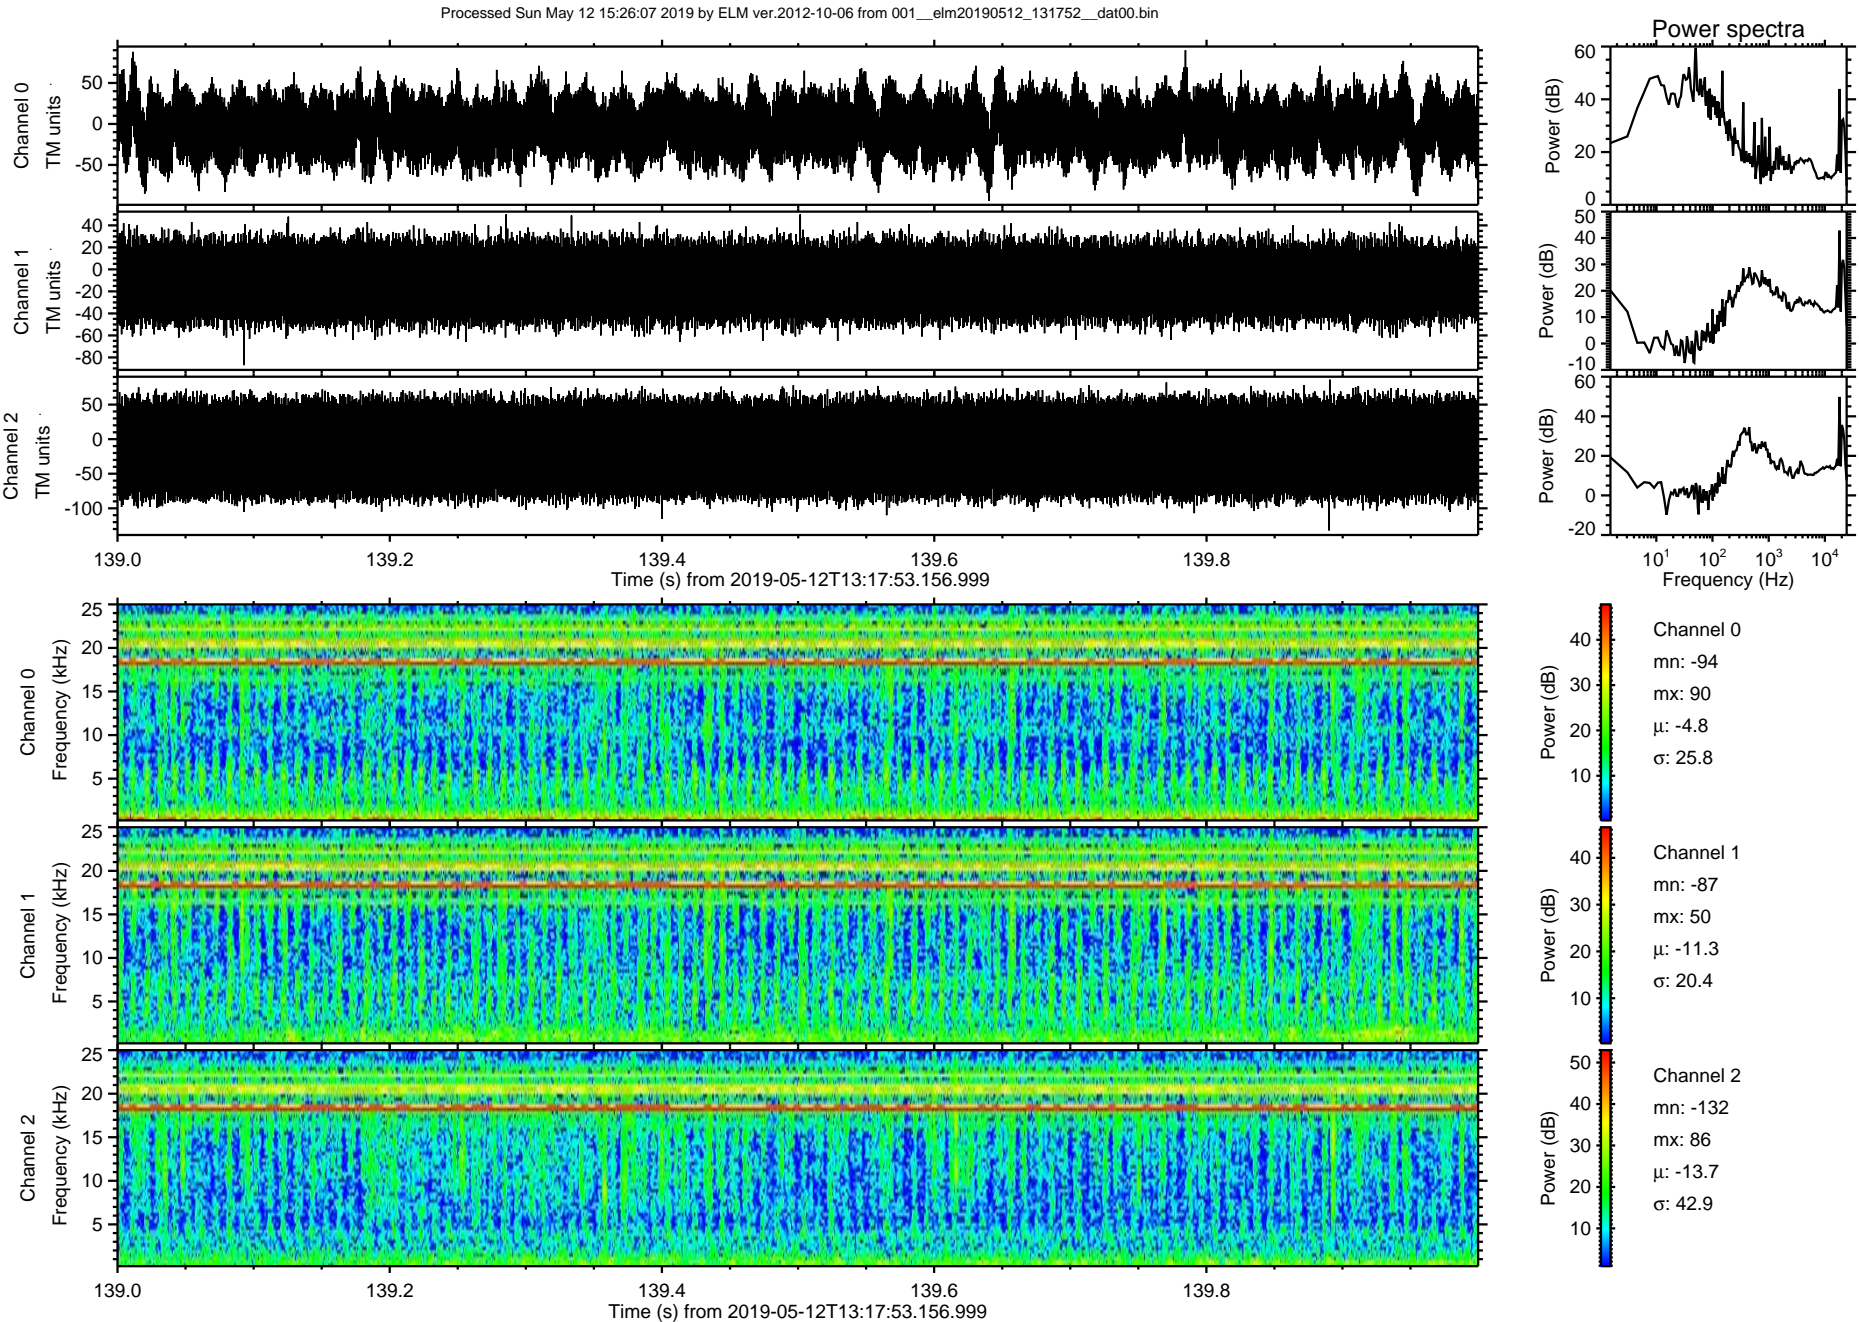 Processed Sun May 12 15:26:07 2019 by ELM ver.2012-10-06 from 001__elm20190512_131752__dat00.bin
Power spectra
Channel 0
TM units
50
0
-50
Power (dB)
60
40
20
0
Channel 1
TM units
40
20
0
-20
-40
-60
-80
Power (dB)
50
40
30
20
10
0
-10
Channel 2
TM units
50
0
-50
-100
Power (dB)
60
40
20
0
-20
139.0 139.2 139.4 139.6 139.8
Time (s) from 2019-05-12T13:17:53.156.999
10^1 10^2 10^3 10^4
Frequency (Hz)
Channel 0
Frequency (kHz)
25
20
15
10
5
Power (dB)
40
30
20
10
Channel 0
mn: -94
mx: 90
μ: -4.8
σ: 25.8
Channel 1
Frequency (kHz)
25
20
15
10
5
Power (dB)
40
30
20
10
Channel 1
mn: -87
mx: 50
μ: -11.3
σ: 20.4
Channel 2
Frequency (kHz)
25
20
15
10
5
Power (dB)
50
40
30
20
10
Channel 2
mn: -132
mx: 86
μ: -13.7
σ: 42.9
139.0 139.2 139.4 139.6 139.8
Time (s) from 2019-05-12T13:17:53.156.999